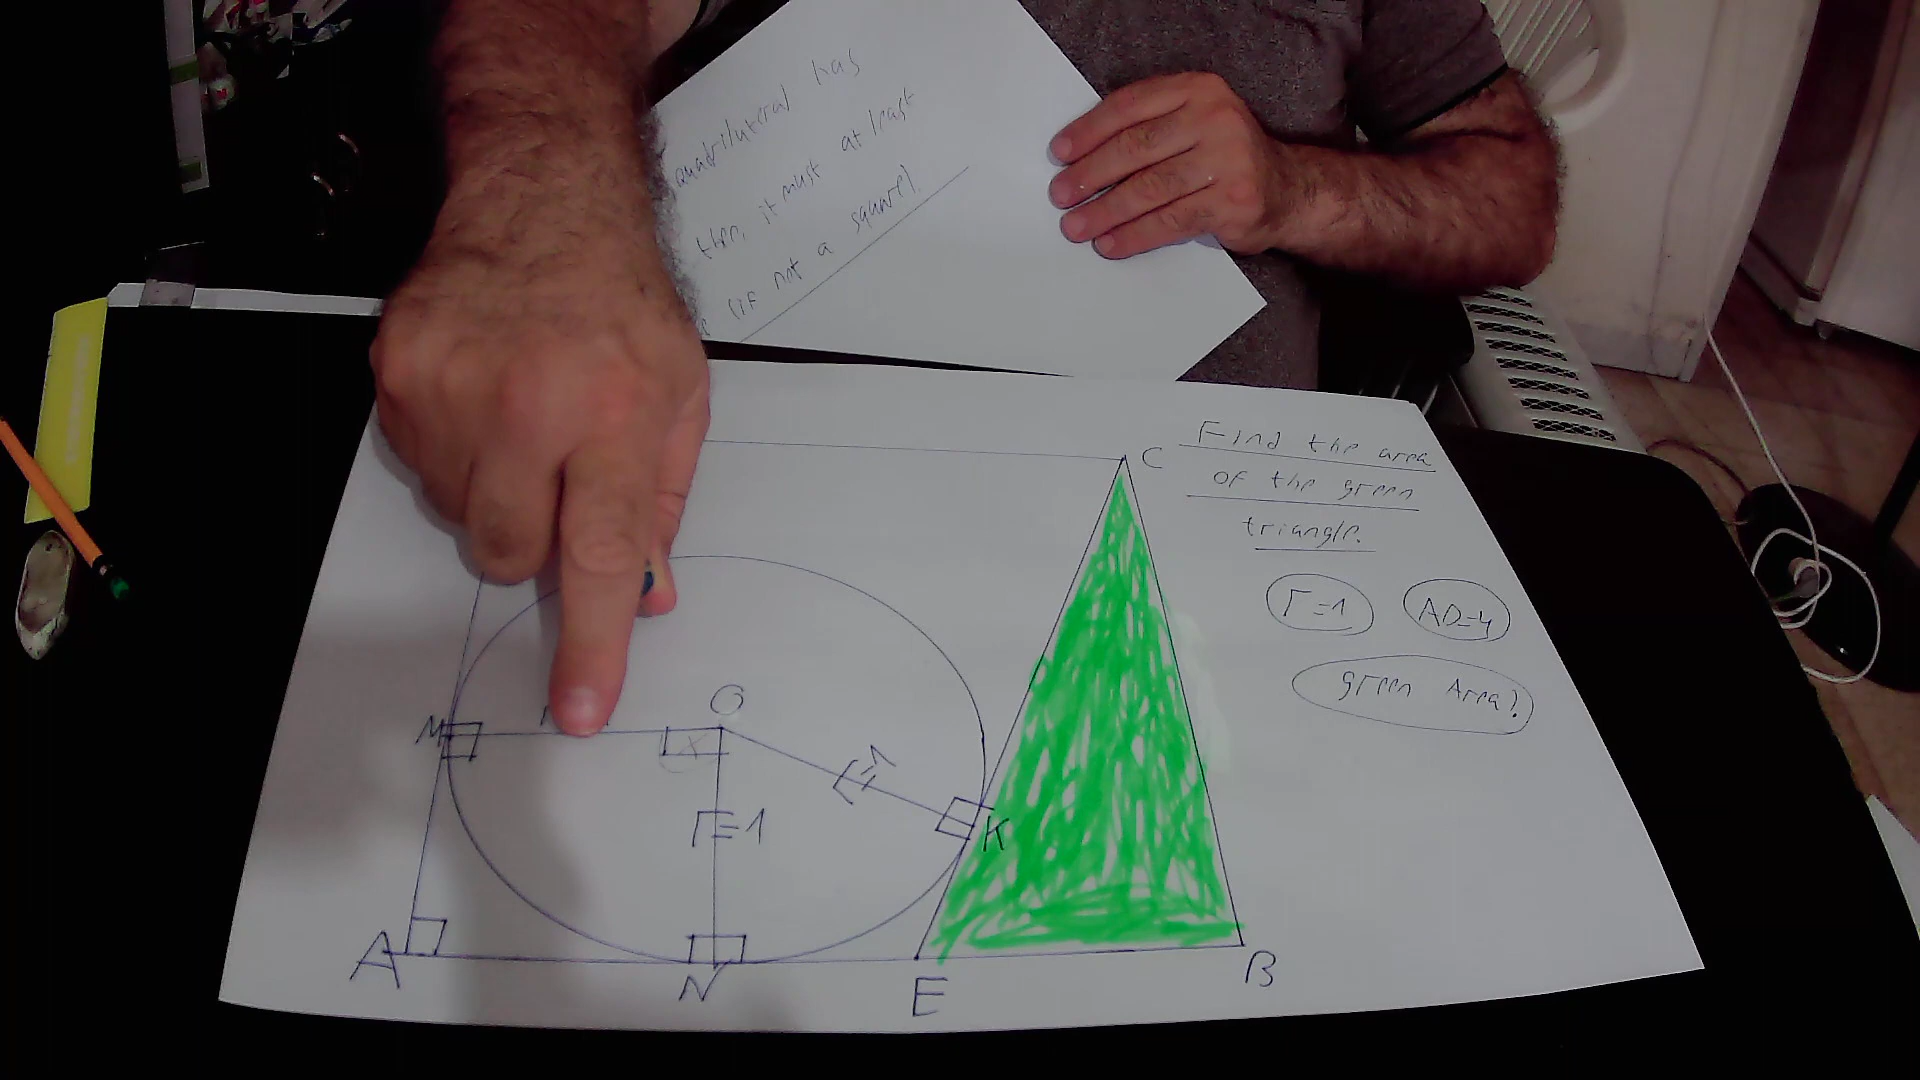 quadrilateral has
then, it must at least
(if not a square).
Find the area
of the green
triangle.
r=1
AD=4
green Area?
C
O
M
x
r=1
r=1
K
A
N
E
B